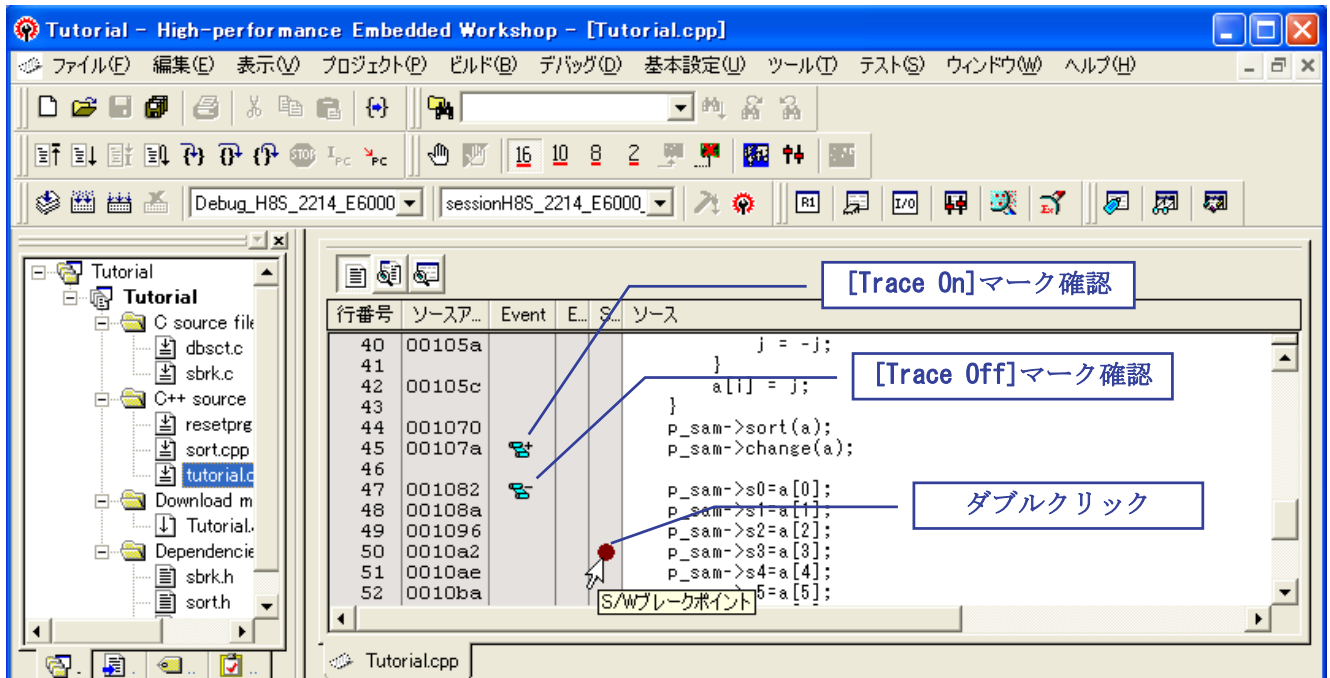 Tutorial - High-performance Embedded Workshop - [Tutorial.cpp]
ファイル(F) 編集(E) 表示(V) プロジェクト(P) ビルド(B) デバッグ(D) 基本設定(U) ツール(T) テスト(S) ウィンドウ(W) ヘルプ(H)
STOP I PC PC 16 10 8 2
Debug_H8S_2214_E6000 sessionH8S_2214_E6000_ R1 I/O Ex
Tutorial
Tutorial
C source file
dbsct.c
sbrk.c
C++ source
resetprg
sort.cpp
tutorial.c
Download m
Tutorial.
Dependencie
sbrk.h
sort.h
[Trace On]マーク確認
[Trace Off]マーク確認
ダブルクリック
行番号 ソースア... Event E... S... ソース
40 00105a j = -j;
41 }
42 00105c a[i] = j;
43 }
44 001070 p_sam->sort(a);
45 00107a p_sam->change(a);
46
47 001082 p_sam->s0=a[0];
48 00108a p_sam->s1=a[1];
49 001096 p_sam->s2=a[2];
50 0010a2 p_sam->s3=a[3];
51 0010ae p_sam->s4=a[4];
52 0010ba 5=a[5];
S/Wブレークポイント
Tutorial.cpp